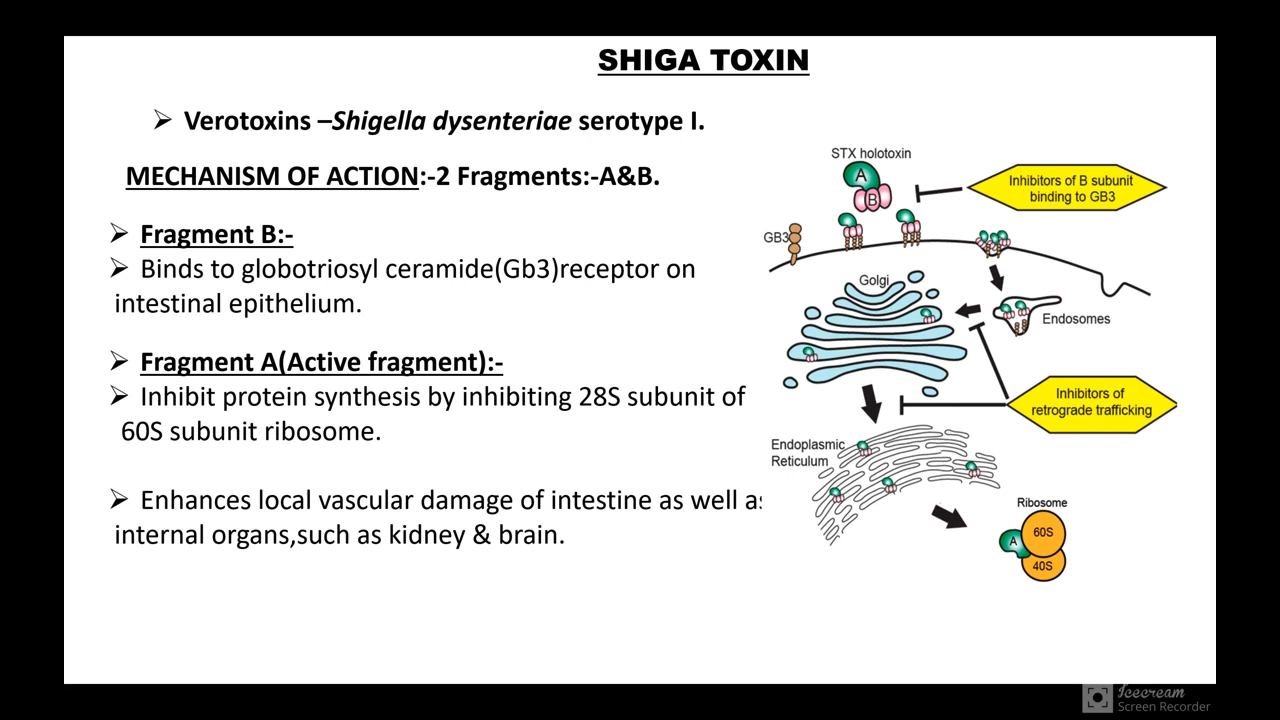 SHIGA TOXIN
➢ Verotoxins –Shigella dysenteriae serotype I.
MECHANISM OF ACTION:-2 Fragments:-A&B.
➢ Fragment B:-
➢ Binds to globotriosyl ceramide(Gb3)receptor on
intestinal epithelium.
➢ Fragment A(Active fragment):-
➢ Inhibit protein synthesis by inhibiting 28S subunit of
60S subunit ribosome.
➢ Enhances local vascular damage of intestine as well as
internal organs,such as kidney & brain.
STX holotoxin
A
B
Inhibitors of B subunit
binding to GB3
GB3
Golgi
Endosomes
Inhibitors of
retrograde trafficking
Endoplasmic
Reticulum
Ribosome
60S
A
40S
Icecream
Screen Recorder